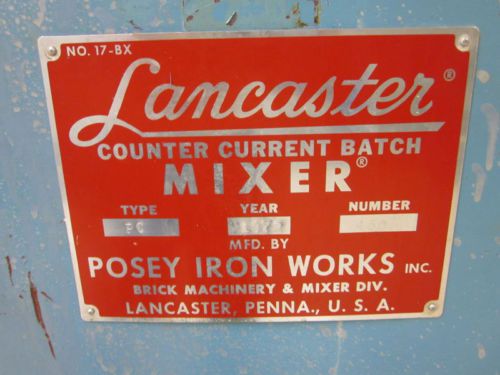 NO. 17-BX
Lancaster®
COUNTER CURRENT BATCH
MIXER®
TYPE YEAR NUMBER
PC
MFD. BY
POSEY IRON WORKS INC.
BRICK MACHINERY & MIXER DIV.
LANCASTER, PENNA., U. S. A.